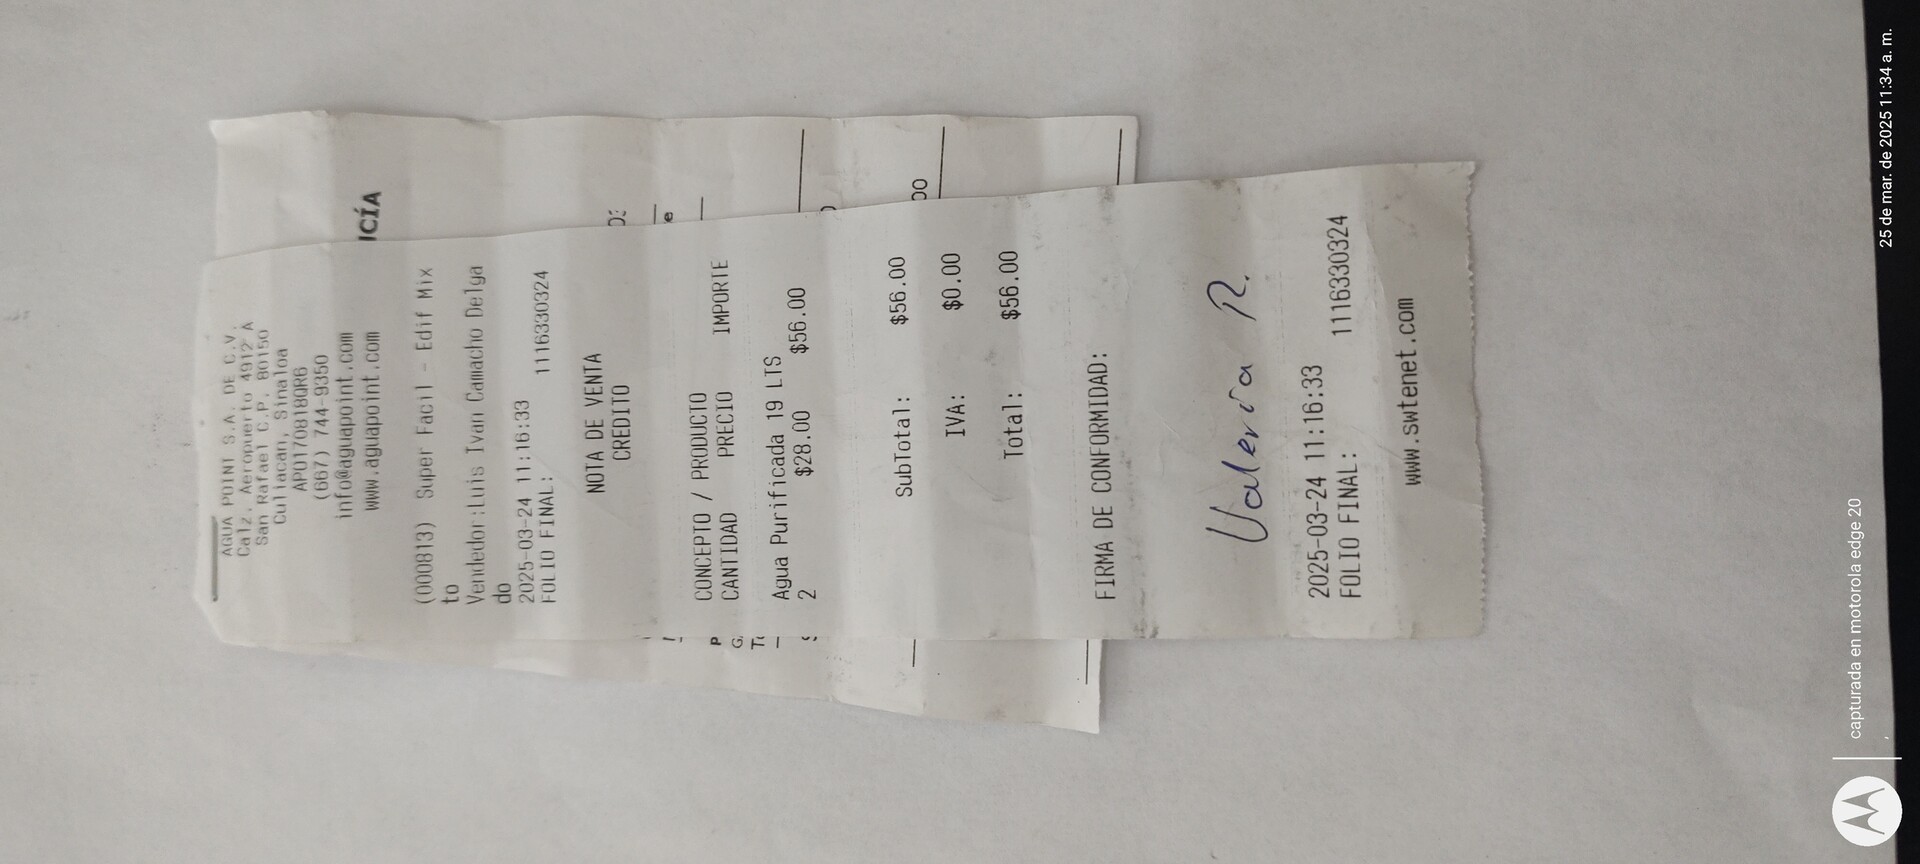 AGUA POINT S.A. DE C.V.
Calz. Aeropuerto 4912 A
San Rafael C.P. 80150
Culiacan, Sinaloa
APO170818QR6
(667) 744-9350
info@aguapoint.com
www.aguapoint.com
(000813) Super Facil - Edif Mix
to
Vendedor:Luis Ivan Camacho Delga
do
2025-03-24 11:16:33
FOLIO FINAL: 1116330324
NOTA DE VENTA
CREDITO
CONCEPTO / PRODUCTO
CANTIDAD PRECIO IMPORTE
Agua Purificada 19 LTS
2 $28.00 $56.00
SubTotal: $56.00
IVA: $0.00
Total: $56.00
FIRMA DE CONFORMIDAD:
Valeria R.
2025-03-24 11:16:33
FOLIO FINAL: 1116330324
www.swtenet.com
CÍA
capturada en motorola edge 20
25 de mar. de 2025 11:34 a. m.